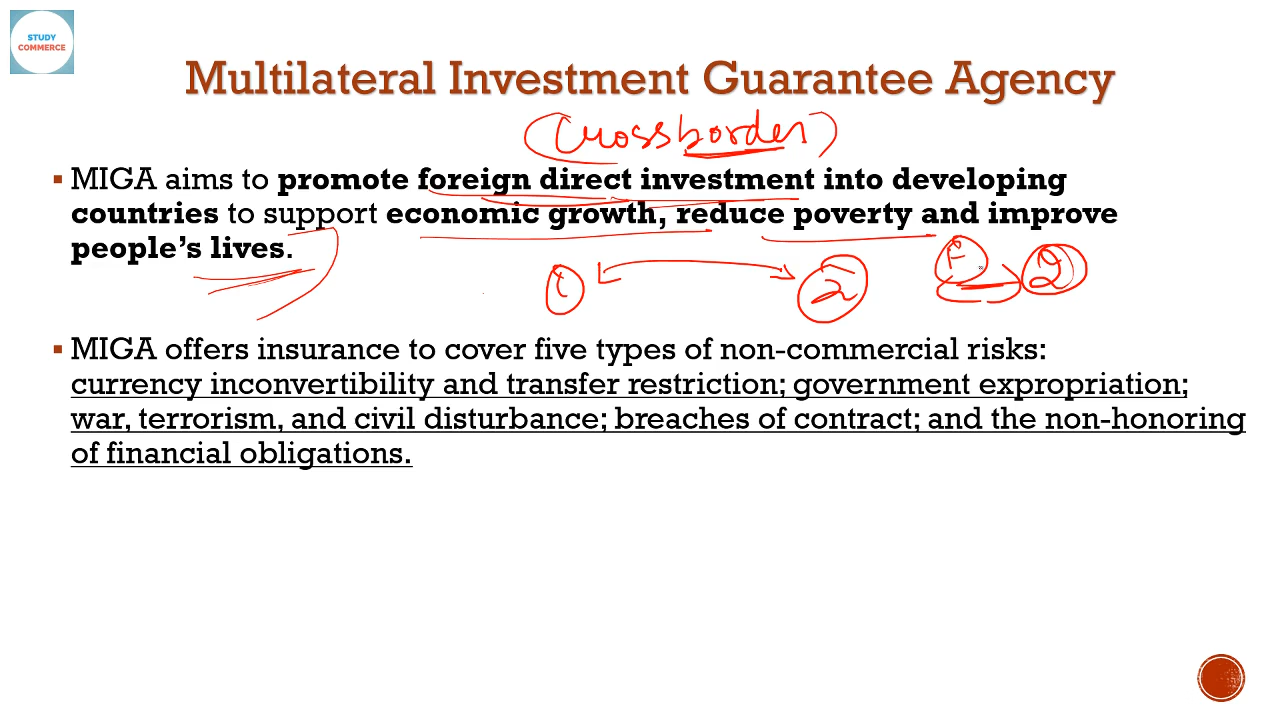 STUDY
COMMERCE
Multilateral Investment Guarantee Agency
(Crossborder)
MIGA aims to promote foreign direct investment into developing
countries to support economic growth, reduce poverty and improve
people's lives.
1 2
2
MIGA offers insurance to cover five types of non-commercial risks:
currency inconvertibility and transfer restriction; government expropriation;
war, terrorism, and civil disturbance; breaches of contract; and the non-honoring
of financial obligations.